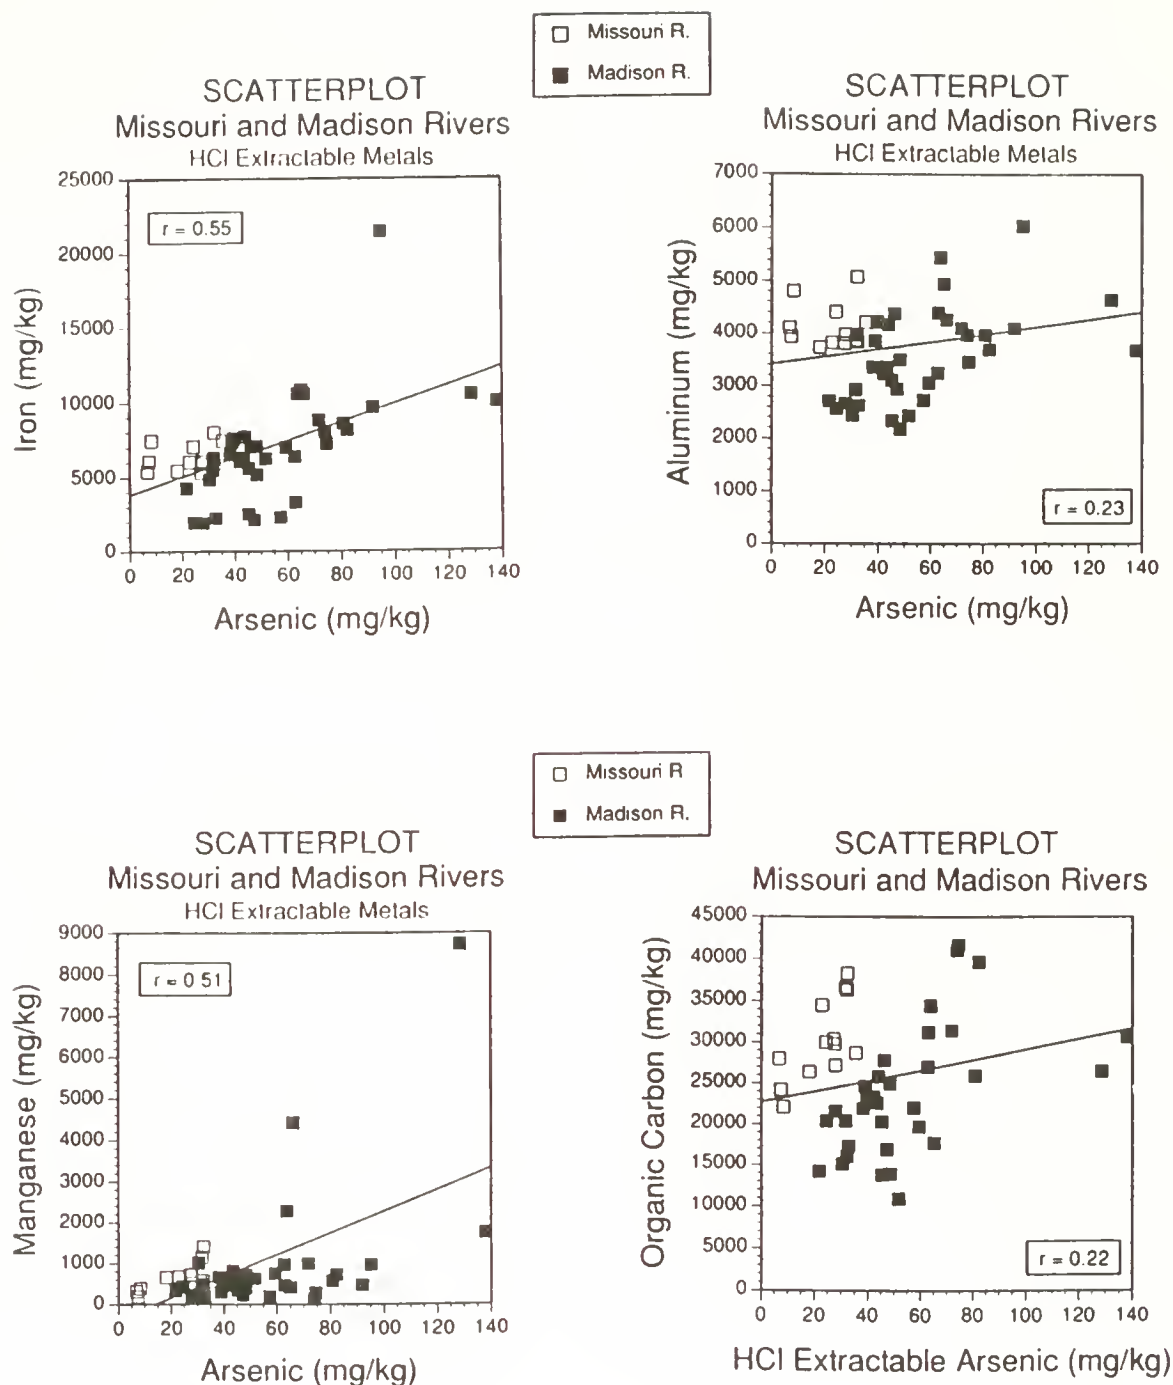 Missouri R.
Madison R.
SCATTERPLOT
Missouri and Madison Rivers
HCl Extractable Metals
25000
20000
15000
10000
5000
0
r = 0.55
Iron (mg/kg)
0 20 40 60 80 100 120 140
Arsenic (mg/kg)
SCATTERPLOT
Missouri and Madison Rivers
HCl Extractable Metals
7000
6000
5000
4000
3000
2000
1000
0
r = 0.23
Aluminum (mg/kg)
0 20 40 60 80 100 120 140
Arsenic (mg/kg)
Missouri R
Madison R.
SCATTERPLOT
Missouri and Madison Rivers
HCl Extractable Metals
9000
8000
7000
6000
5000
4000
3000
2000
1000
0
r = 0 51
Manganese (mg/kg)
0 20 40 60 80 100 120 140
Arsenic (mg/kg)
SCATTERPLOT
Missouri and Madison Rivers
45000
40000
35000
30000
25000
20000
15000
10000
5000
0
r = 0.22
Organic Carbon (mg/kg)
0 20 40 60 80 100 120 140
HCl Extractable Arsenic (mg/kg)